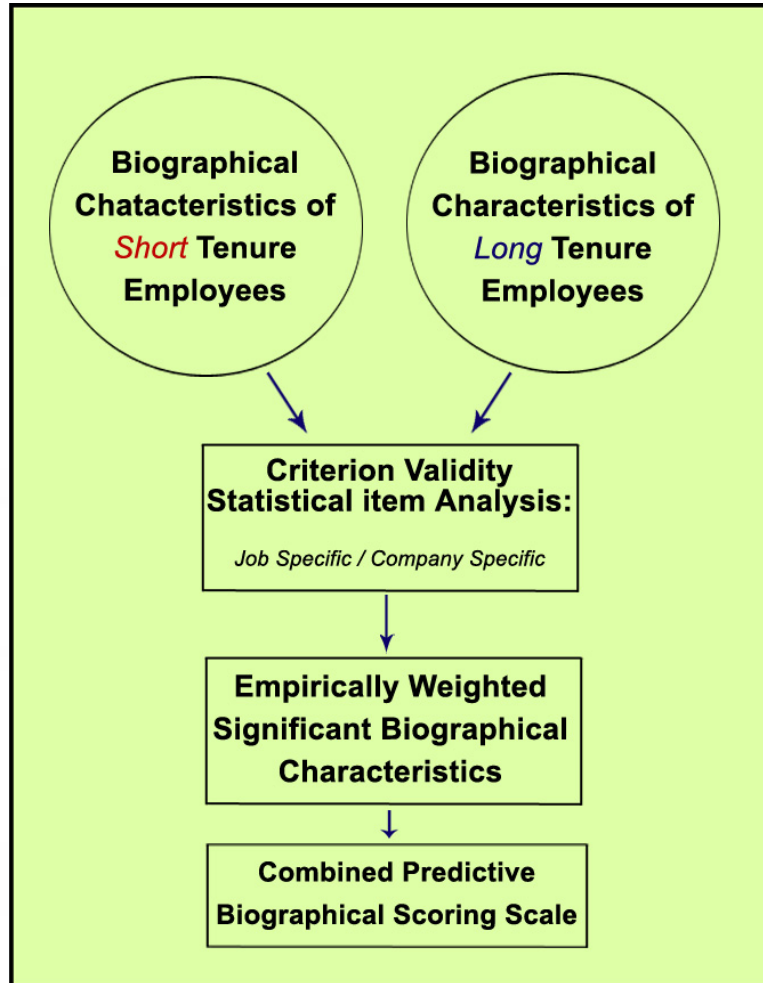 Biographical
Chatacteristics of
Short Tenure
Employees
Biographical
Characteristics of
Long Tenure
Employees
Criterion Validity
Statistical item Analysis:
Job Specific / Company Specific
Empirically Weighted
Significant Biographical
Characteristics
Combined Predictive
Biographical Scoring Scale